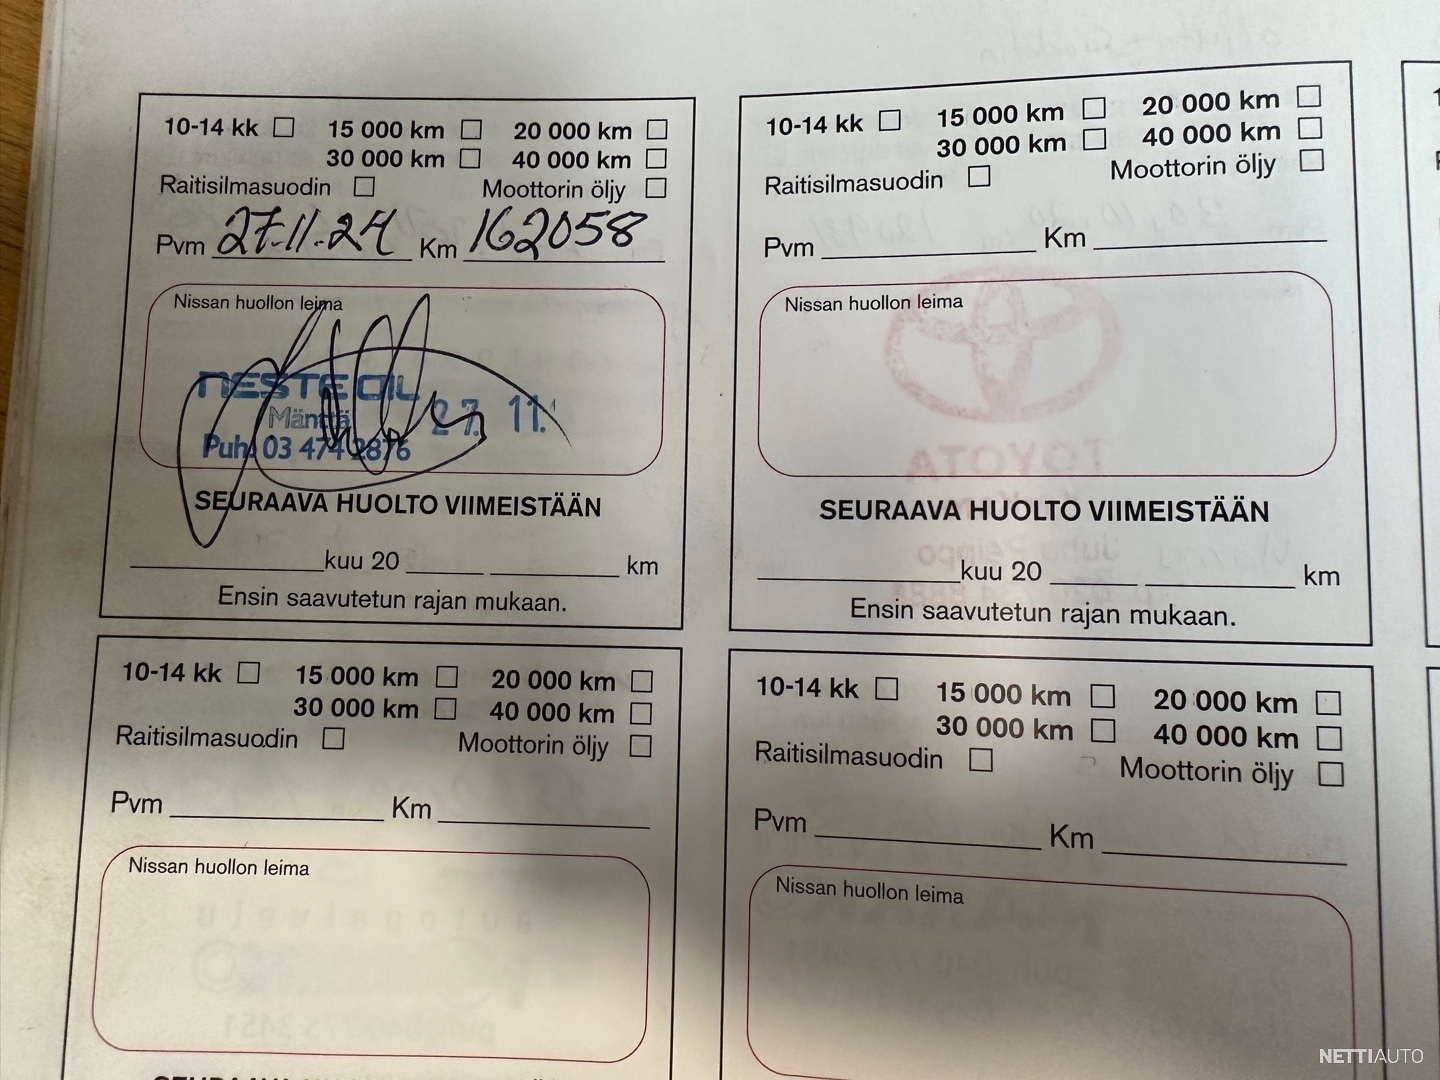 10-14 kk 15 000 km 20 000 km
30 000 km 40 000 km
Raitisilmasuodin Moottorin öljy
Pvm 27.11.24 Km 162058
Nissan huollon leima
NESTE OIL
Mänttä 27. 11.
Puh. 03 474 2876
SEURAAVA HUOLTO VIIMEISTÄÄN
kuu 20 km
Ensin saavutetun rajan mukaan.
10-14 kk 15 000 km 20 000 km
30 000 km 40 000 km
Raitisilmasuodin Moottorin öljy
Pvm Km
Nissan huollon leima
TOYOTA
SEURAAVA HUOLTO VIIMEISTÄÄN
kuu 20 km
Ensin saavutetun rajan mukaan.
10-14 kk 15 000 km 20 000 km
30 000 km 40 000 km
Raitisilmasuodin Moottorin öljy
Pvm Km
Nissan huollon leima
autopalvelu
10-14 kk 15 000 km 20 000 km
30 000 km 40 000 km
Raitisilmasuodin Moottorin öljy
Pvm Km
Nissan huollon leima
NETTIAUTO